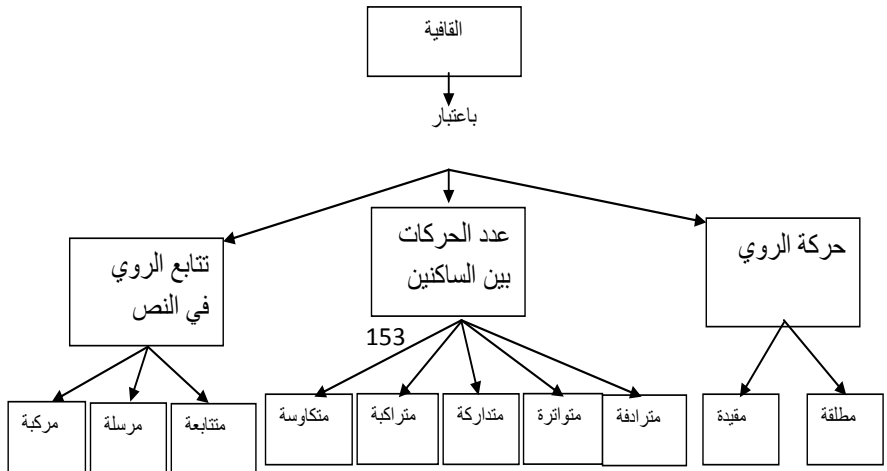 القافية
باعتبار
حركة الروي
عدد الحركات
بين الساكنين
تتابع الروي
في النص
153
مطلقة
مقيدة
مترادفة
متواترة
متداركة
متراكبة
متكاوسة
متتابعة
مرسلة
مركبة